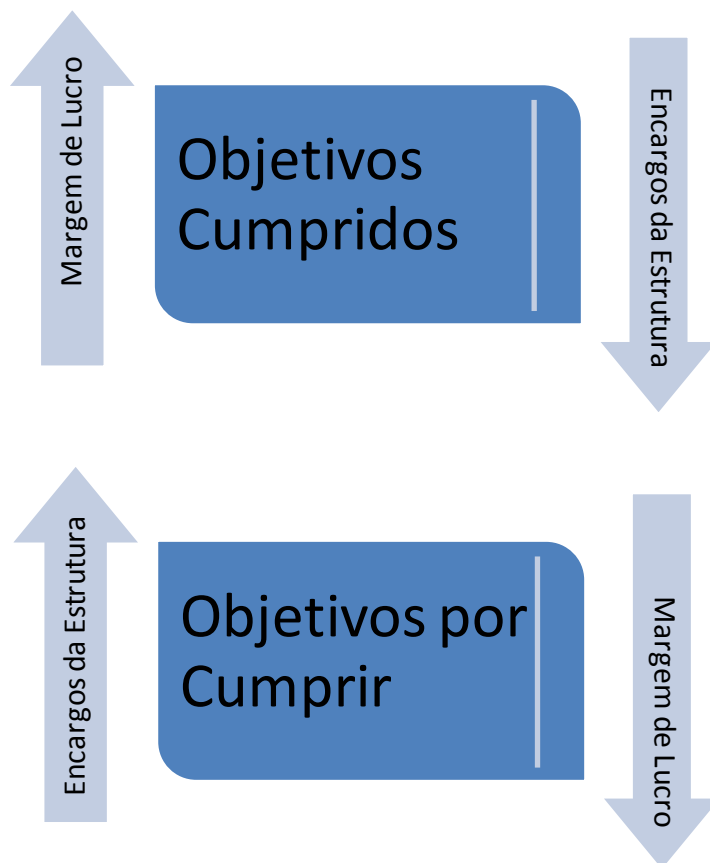 Margem de Lucro
Objetivos
Cumpridos
Encargos da Estrutura
Encargos da Estrutura
Objetivos por
Cumprir
Margem de Lucro